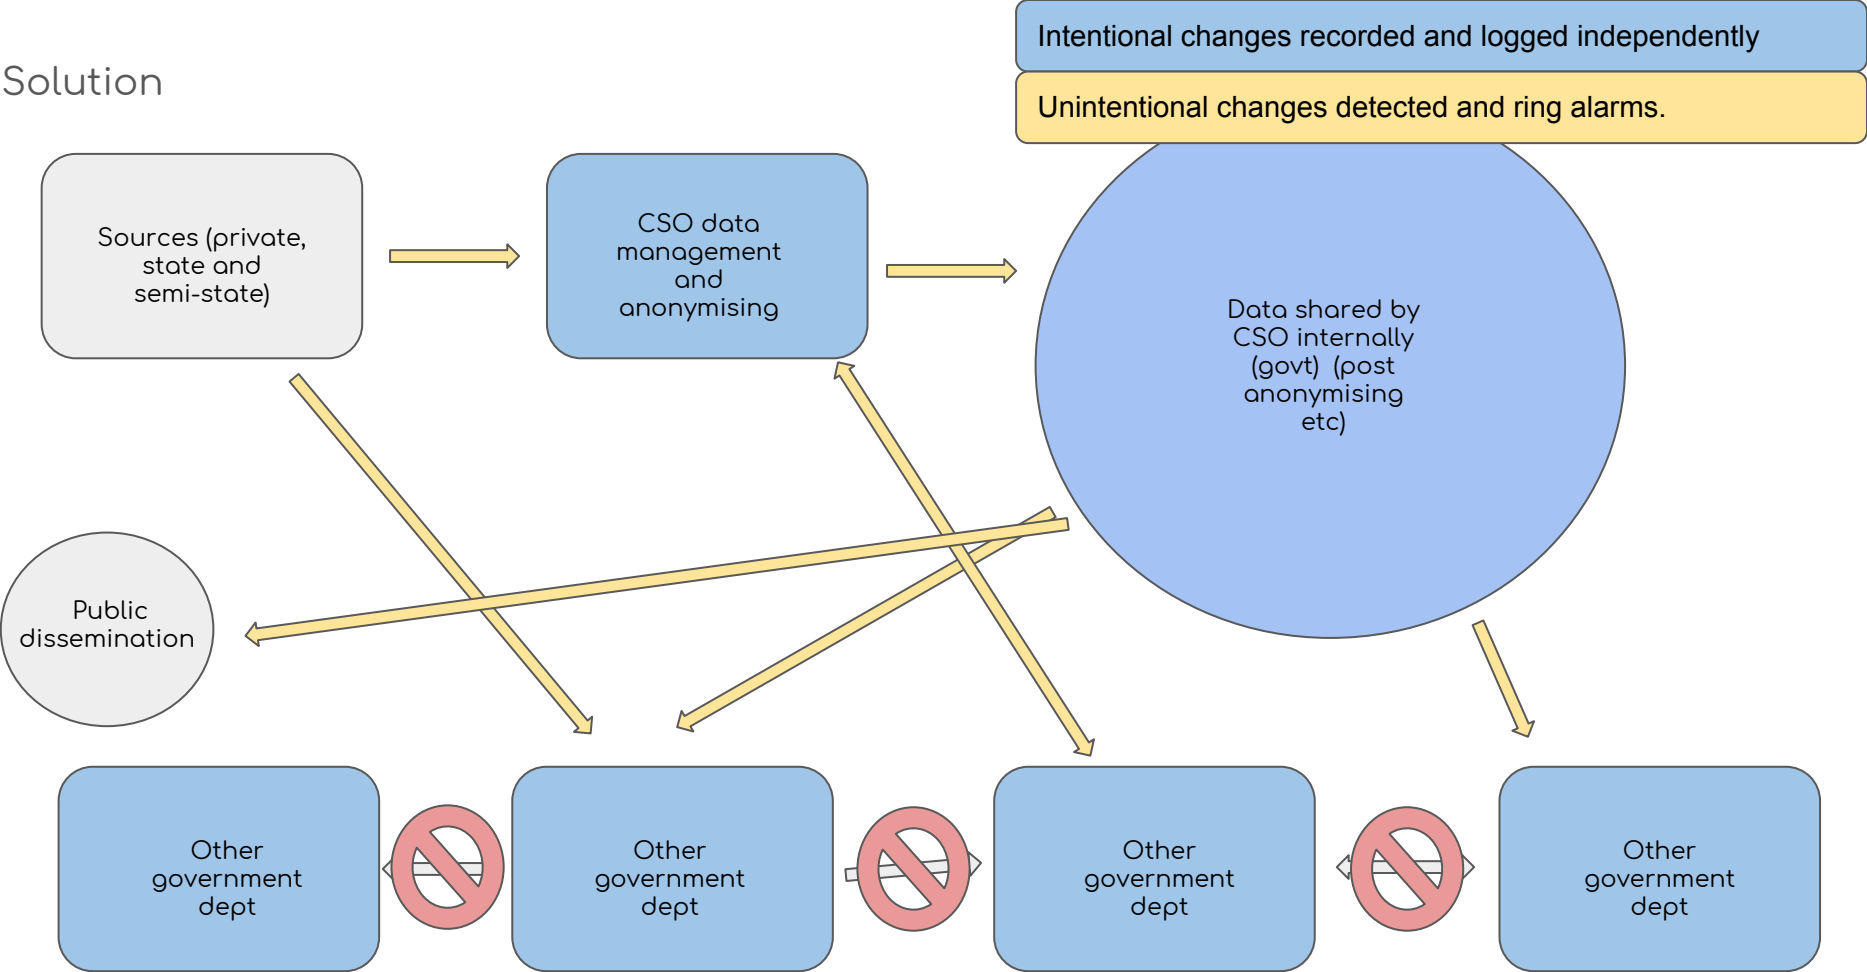 Intentional changes recorded and logged independently
Solution
Unintentional changes detected and ring alarms.
Sources (private,
state and
semi-state)
CSO data
management
and
anonymising
Data shared by
CSO internally
(govt)  (post
anonymising
etc)
Public
dissemination
Other
government
dept
Other
government
dept
Other
government
dept
Other
government
dept